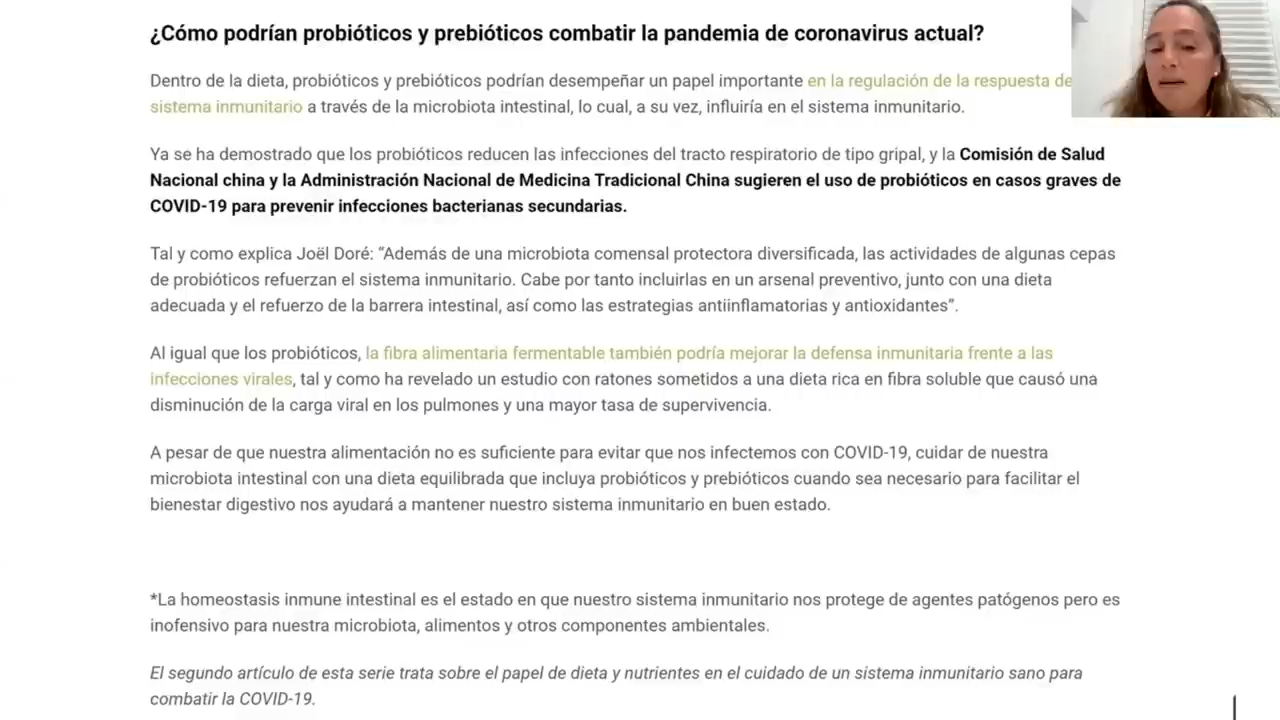 ¿Cómo podrían probióticos y prebióticos combatir la pandemia de coronavirus actual?
Dentro de la dieta, probióticos y prebióticos podrían desempeñar un papel importante en la regulación de la respuesta de
sistema inmunitario a través de la microbiota intestinal, lo cual, a su vez, influiría en el sistema inmunitario.
Ya se ha demostrado que los probióticos reducen las infecciones del tracto respiratorio de tipo gripal, y la Comisión de Salud
Nacional china y la Administración Nacional de Medicina Tradicional China sugieren el uso de probióticos en casos graves de
COVID-19 para prevenir infecciones bacterianas secundarias.
Tal y como explica Joël Doré: “Además de una microbiota comensal protectora diversificada, las actividades de algunas cepas
de probióticos refuerzan el sistema inmunitario. Cabe por tanto incluirlas en un arsenal preventivo, junto con una dieta
adecuada y el refuerzo de la barrera intestinal, así como las estrategias antiinflamatorias y antioxidantes”.
Al igual que los probióticos, la fibra alimentaria fermentable también podría mejorar la defensa inmunitaria frente a las
infecciones virales, tal y como ha revelado un estudio con ratones sometidos a una dieta rica en fibra soluble que causó una
disminución de la carga viral en los pulmones y una mayor tasa de supervivencia.
A pesar de que nuestra alimentación no es suficiente para evitar que nos infectemos con COVID-19, cuidar de nuestra
microbiota intestinal con una dieta equilibrada que incluya probióticos y prebióticos cuando sea necesario para facilitar el
bienestar digestivo nos ayudará a mantener nuestro sistema inmunitario en buen estado.
*La homeostasis inmune intestinal es el estado en que nuestro sistema inmunitario nos protege de agentes patógenos pero es
inofensivo para nuestra microbiota, alimentos y otros componentes ambientales.
El segundo artículo de esta serie trata sobre el papel de dieta y nutrientes en el cuidado de un sistema inmunitario sano para
combatir la COVID-19.